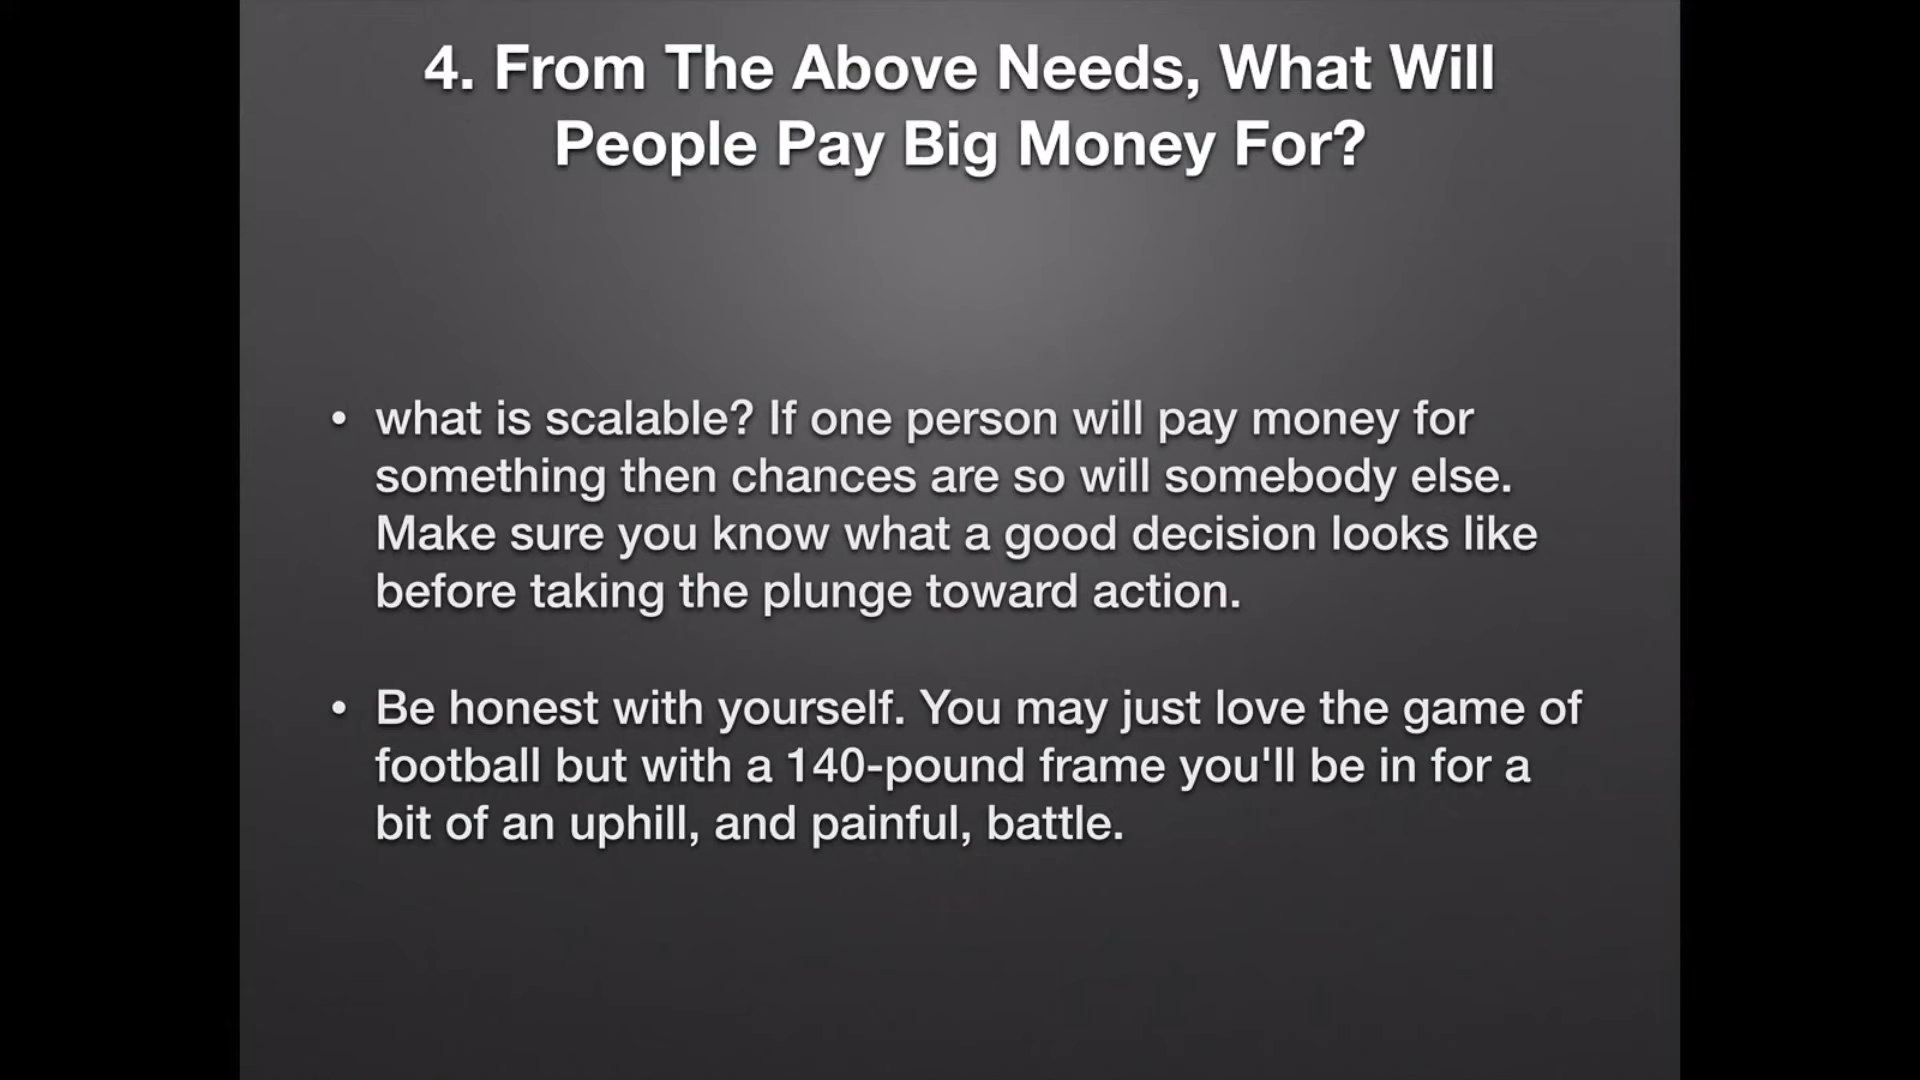 4. From The Above Needs, What Will
People Pay Big Money For?
• what is scalable? If one person will pay money for
something then chances are so will somebody else.
Make sure you know what a good decision looks like
before taking the plunge toward action.
• Be honest with yourself. You may just love the game of
football but with a 140-pound frame you'll be in for a
bit of an uphill, and painful, battle.